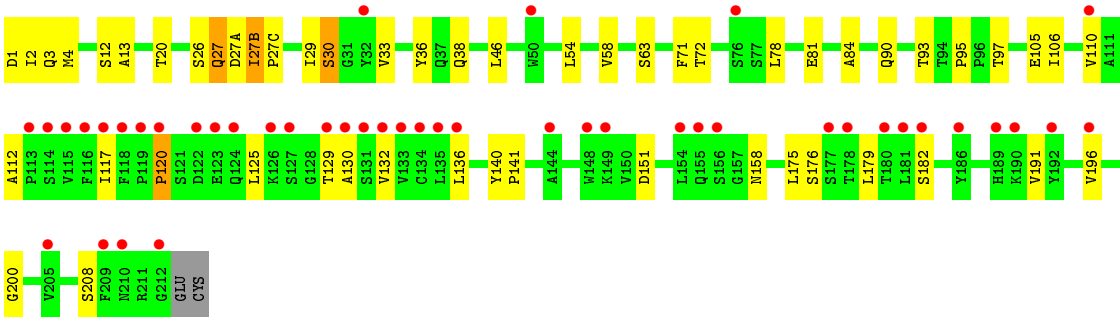 D1 I2 Q3 M4 S12 A13 T20 S26 Q27 D27A I27B P27C I29 S30 G31 Y32 V33 Y36 Q37 Q38 L46 W50 L54 V58 S63 F71 T72 S76 S77 L78 E81 A84 Q90 T93 T94 P95 P96 T97 E105 I106 V110 A111
A112 P113 S114 V115 F116 I117 F118 P119 P120 S121 D122 E123 Q124 L125 K126 S127 G128 T129 A130 S131 V132 V133 C134 L135 L136 Y140 P141 A144 W148 K149 V150 D151 L154 Q155 S156 G157 N158 L175 S176 S177 T178 L179 T180 L181 S182 Y186 H189 K190 V191 Y192 V196
G200 V205 S208 F209 N210 R211 G212 GLU CYS